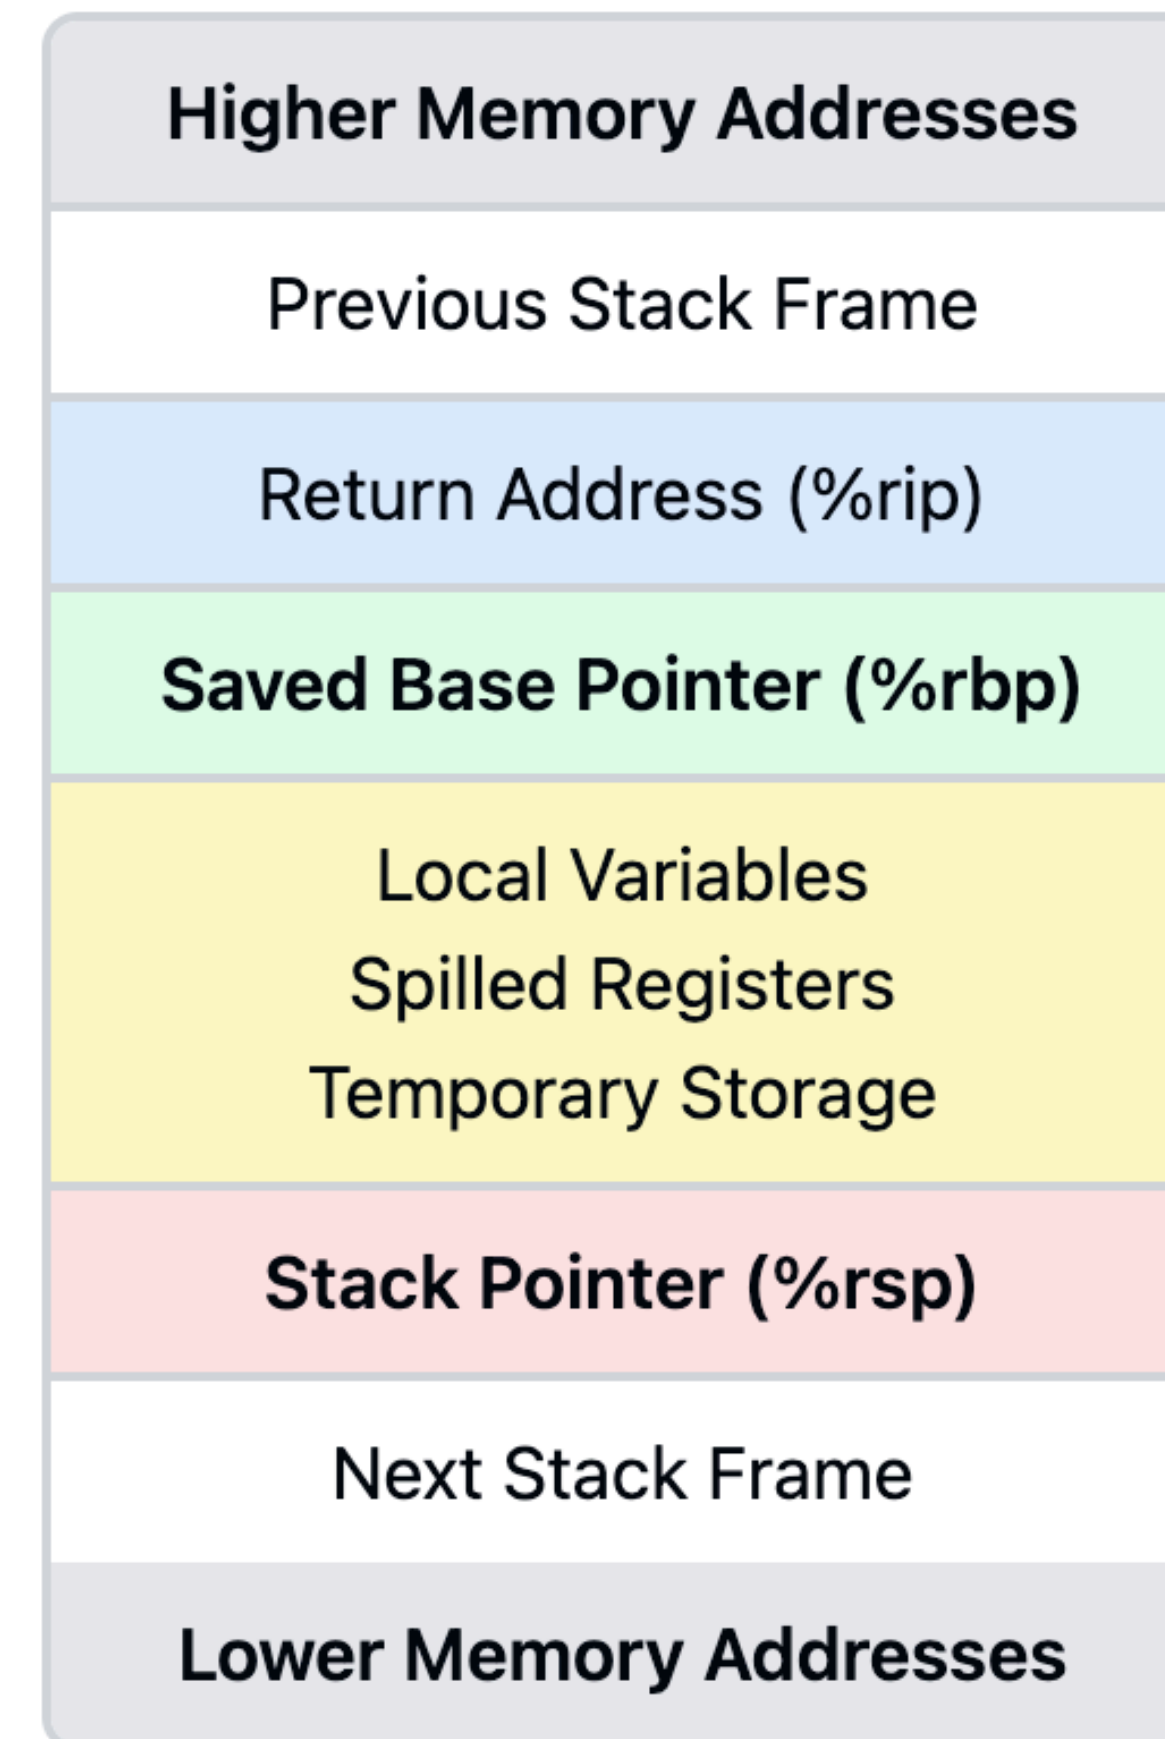 Higher Memory Addresses
Previous Stack Frame
Return Address (%rip)
Saved Base Pointer (%rbp)
Local Variables
Spilled Registers
Temporary Storage
Stack Pointer (%rsp)
Next Stack Frame
Lower Memory Addresses